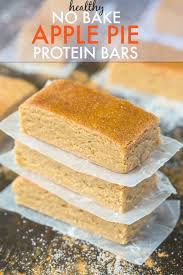 healthy
NO BAKE
APPLE PIE
PROTEIN BARS